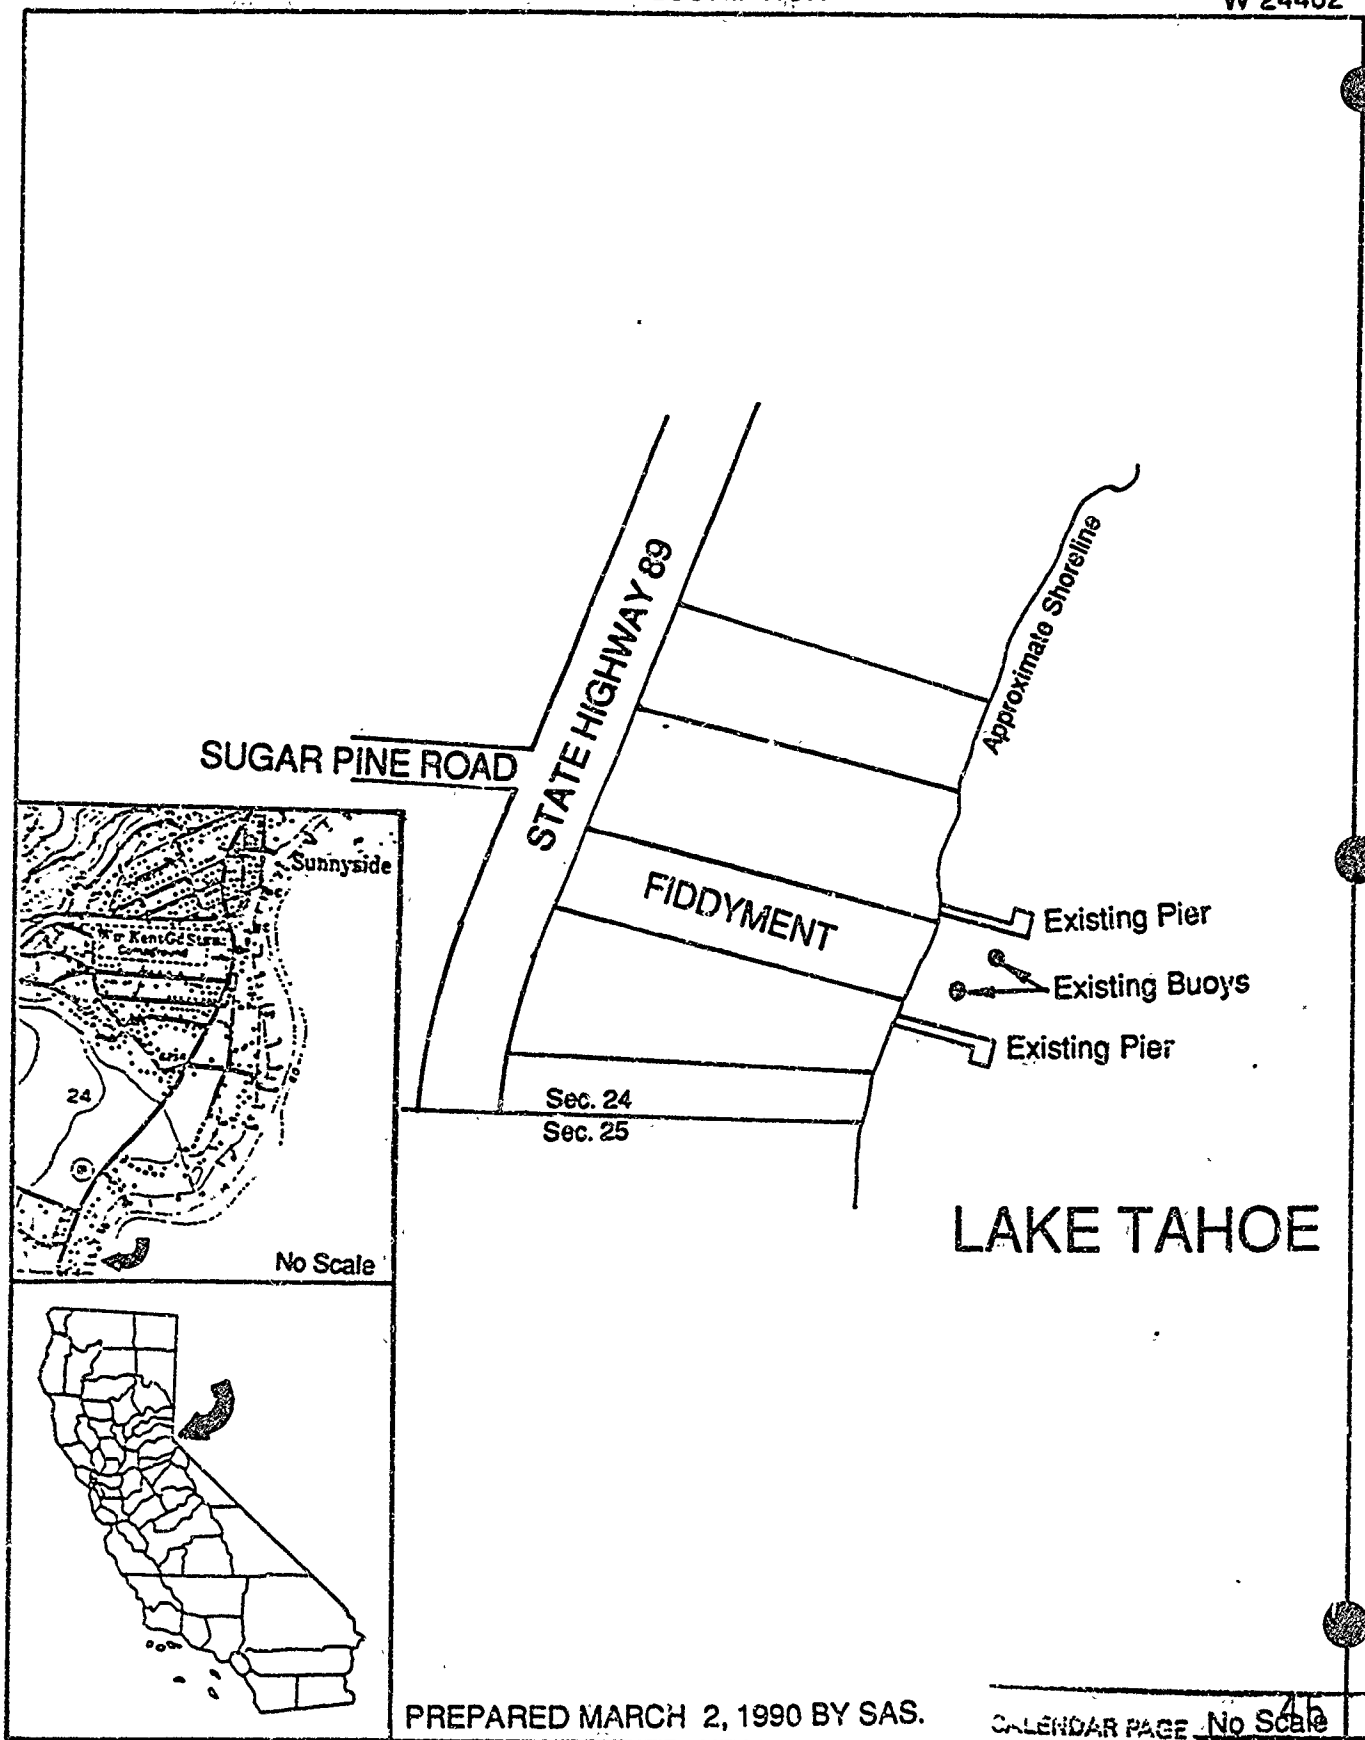 W 24402
Approximate Shoreline
STATE HIGHWAY 89
SUGAR PINE ROAD
Sunnyside
FIDDYMENT
Existing Pier
Existing Buoys
Existing Pier
24
Sec. 24
Sec. 25
LAKE TAHOE
No Scale
PREPARED MARCH 2, 1990 BY SAS.
CALENDAR PAGE
No Scale